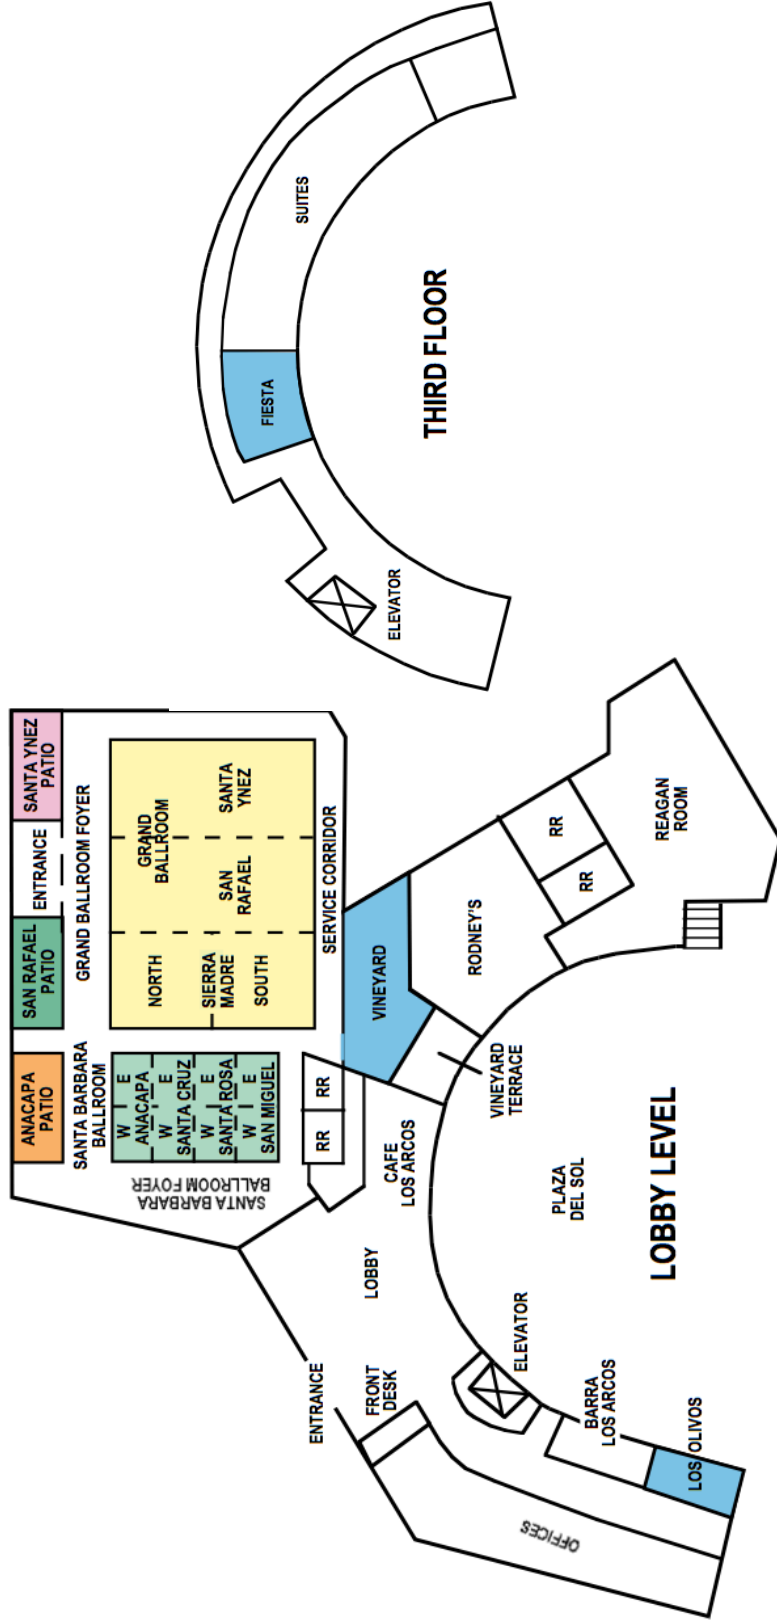 SANTA YNEZ
PATIO
ENTRANCE
SAN RAFAEL
PATIO
ANACAPA
PATIO
GRAND BALLROOM FOYER
SANTA BARBARA
BALLROOM
GRAND
BALLROOM
SANTA
YNEZ
SAN
RAFAEL
NORTH
SIERRA
MADRE
SOUTH
W E
ANACAPA
W E
SANTA CRUZ
W E
SANTA ROSA
W E
SAN MIGUEL
SANTA BARBARA
BALLROOM FOYER
SERVICE CORRIDOR
RR
RR
VINEYARD
RODNEY'S
RR
RR
REAGAN
ROOM
VINEYARD
TERRACE
CAFE
LOS ARCOS
LOBBY
PLAZA
DEL SOL
ENTRANCE
FRONT
DESK
ELEVATOR
BARRA
LOS ARCOS
LOS OLIVOS
OFFICES
LOBBY LEVEL
SUITES
FIESTA
ELEVATOR
THIRD FLOOR